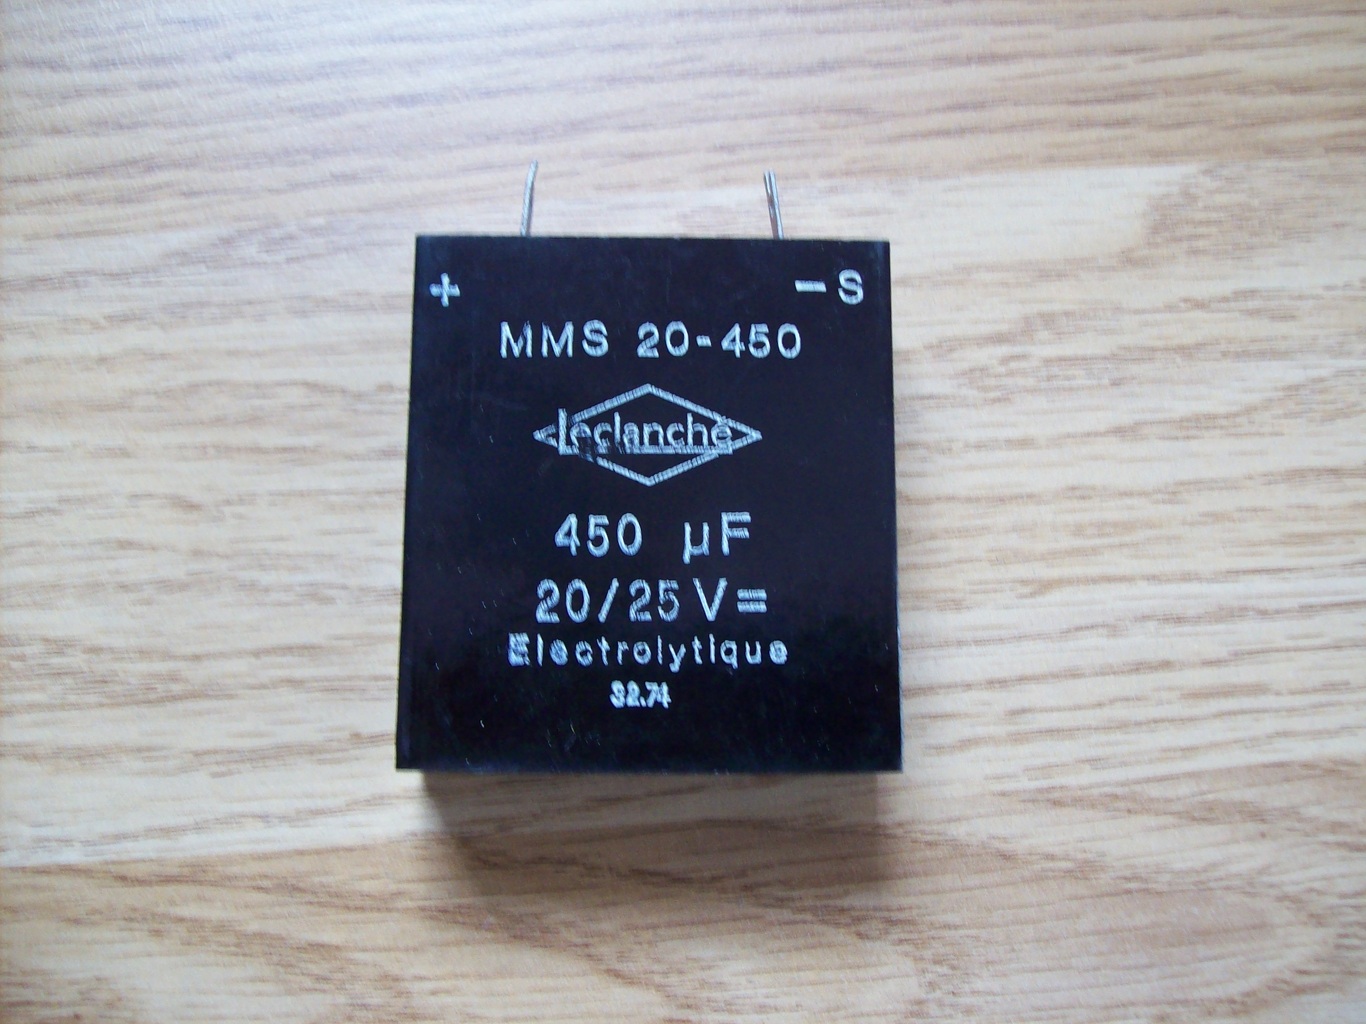 + − S
MMS 20-450
Leclanché
450 µF
20/25 V=
Electrolytique
32.74